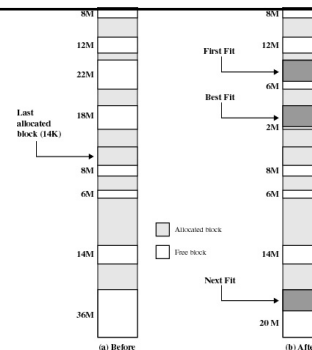 8M
12M
22M
18M
Last
allocated
block (14K)
8M
6M
14M
36M
Allocated block
Free block
(a) Before
8M
12M
First Fit
6M
Best Fit
2M
8M
6M
14M
Next Fit
20 M
(b) After